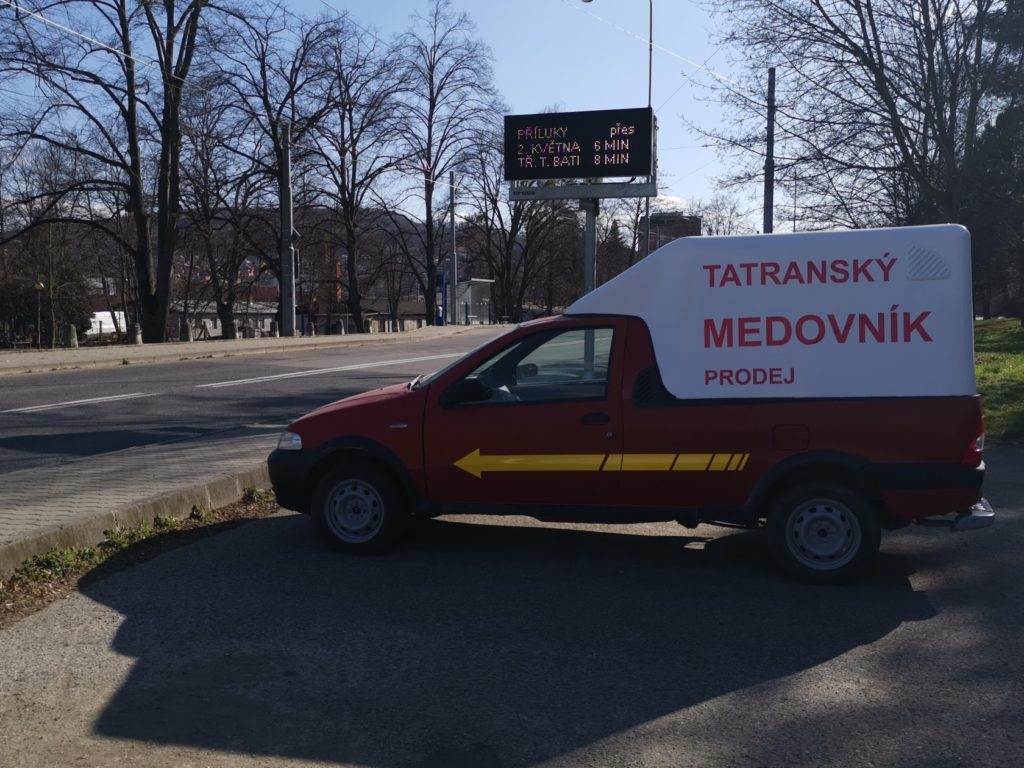 PŘÍLUKY přes
2. KVĚTNA 6 MIN
TŘ. T. BATI 8 MIN
TATRANSKÝ
MEDOVNÍK
PRODEJ